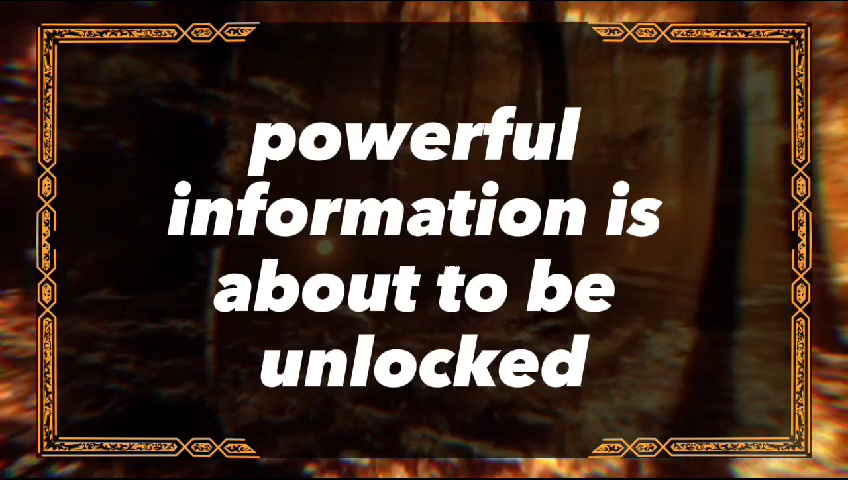 powerful
information is
about to be
unlocked